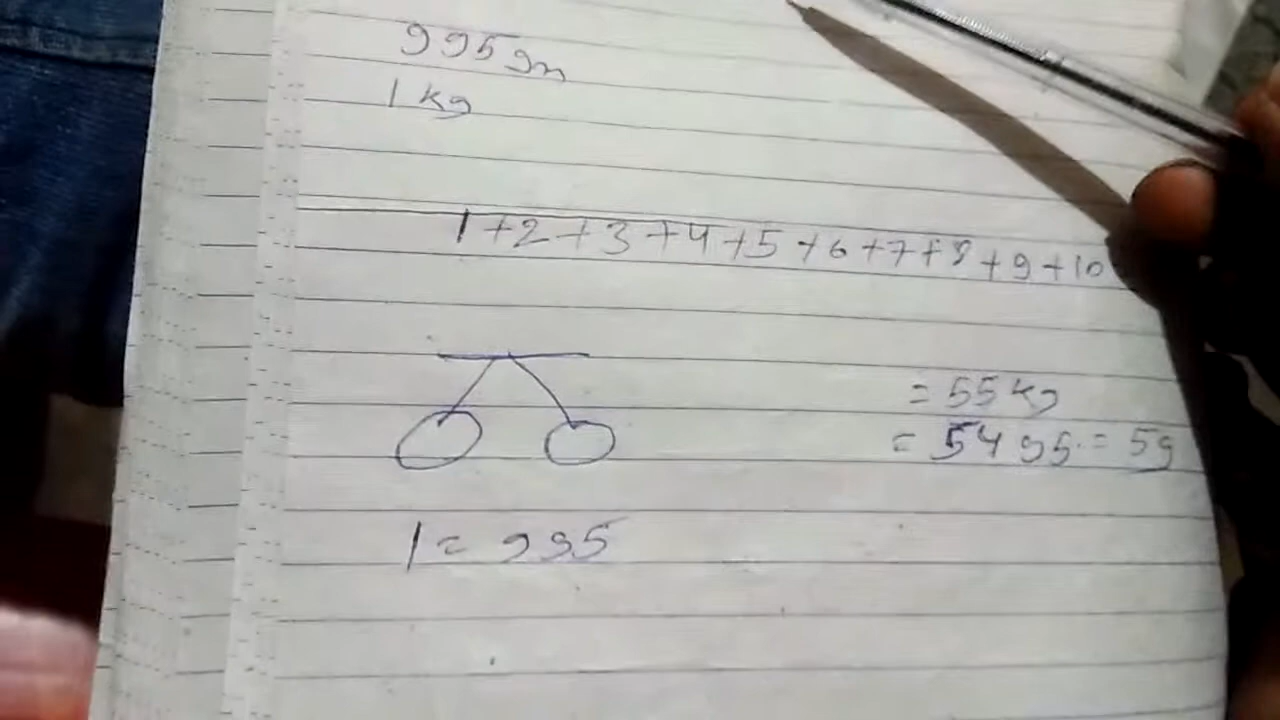 995 gm
1 kg
1 + 2 + 3 + 4 + 5 + 6 + 7 + 8 + 9 + 10
= 55 kg
= 54 995 = 5g
1 = 995